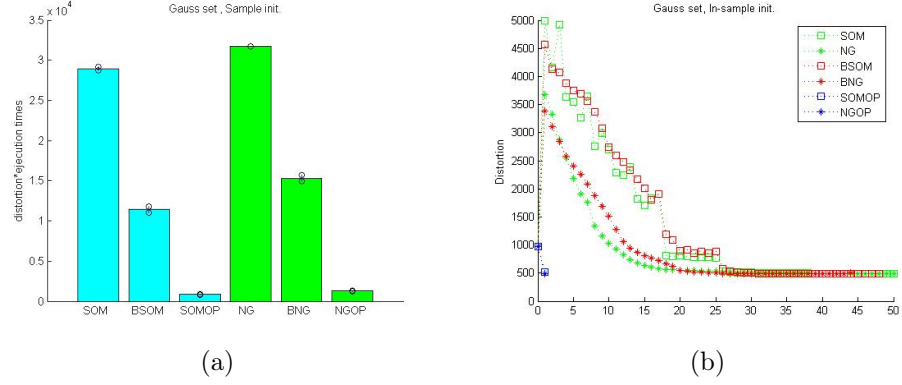 Gauss set , Sample init.
x 10^4
3.5
3
2.5
2
1.5
1
0.5
0
distortion*ejecution times
SOM BSOM SOMOP NG BNG NGOP
(a)
Gauss set, In-sample init.
5000
4500
4000
3500
3000
2500
2000
1500
1000
500
0
Distortion
SOM
NG
BSOM
BNG
SOMOP
NGOP
0 5 10 15 20 25 30 35 40 45 50
(b)